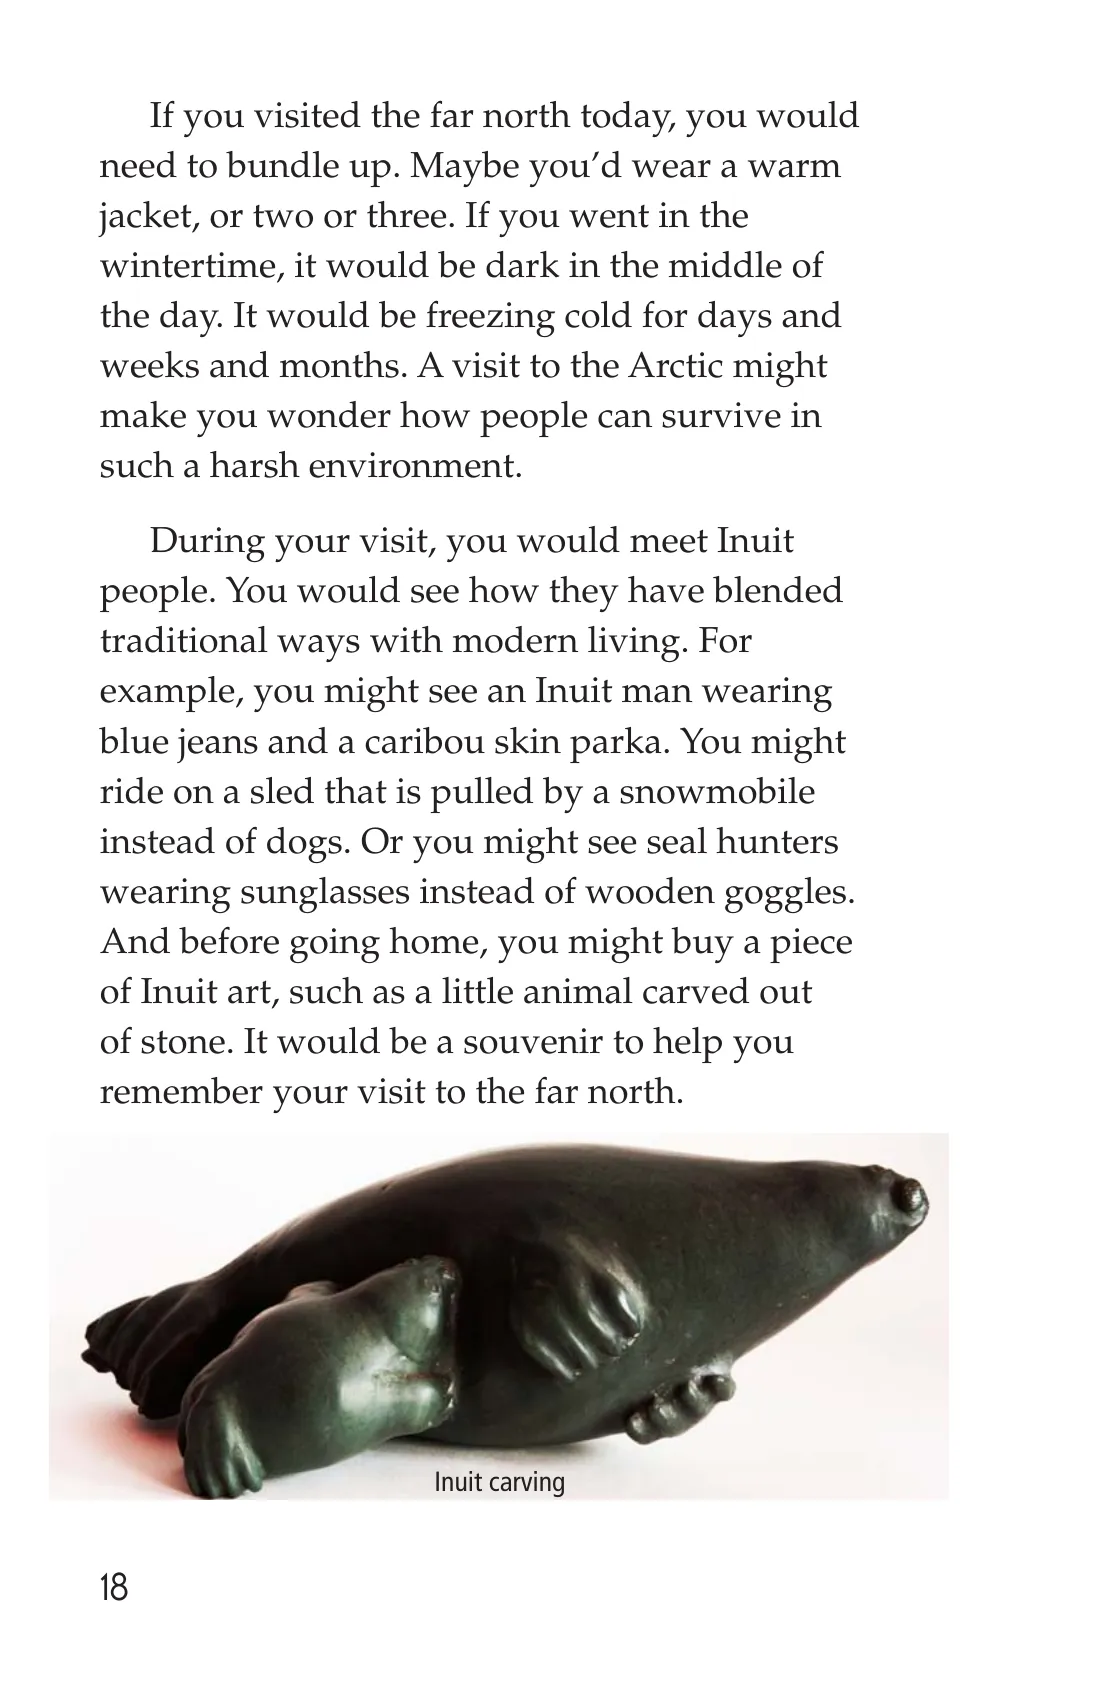 If you visited the far north today, you would
need to bundle up. Maybe you’d wear a warm
jacket, or two or three. If you went in the
wintertime, it would be dark in the middle of
the day. It would be freezing cold for days and
weeks and months. A visit to the Arctic might
make you wonder how people can survive in
such a harsh environment.
During your visit, you would meet Inuit
people. You would see how they have blended
traditional ways with modern living. For
example, you might see an Inuit man wearing
blue jeans and a caribou skin parka. You might
ride on a sled that is pulled by a snowmobile
instead of dogs. Or you might see seal hunters
wearing sunglasses instead of wooden goggles.
And before going home, you might buy a piece
of Inuit art, such as a little animal carved out
of stone. It would be a souvenir to help you
remember your visit to the far north.
Inuit carving
18